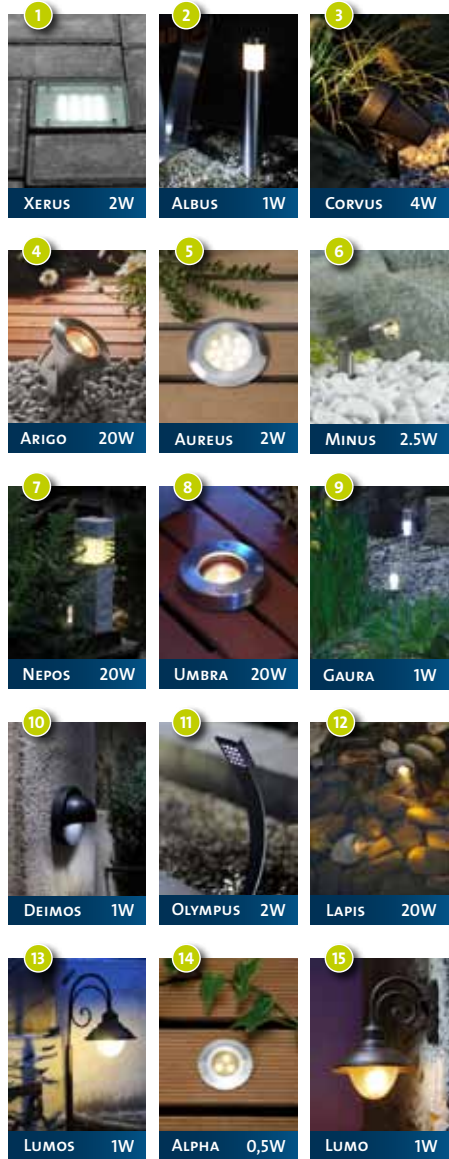 1 2 3
XERUS 2W ALBUS 1W CORVUS 4W
4 5 6
ARIGO 20W AUREUS 2W MINUS 2.5W
7 8 9
NEPOS 20W UMBRA 20W GAURA 1W
10 11 12
DEIMOS 1W OLYMPUS 2W LAPIS 20W
13 14 15
LUMOS 1W ALPHA 0,5W LUMO 1W